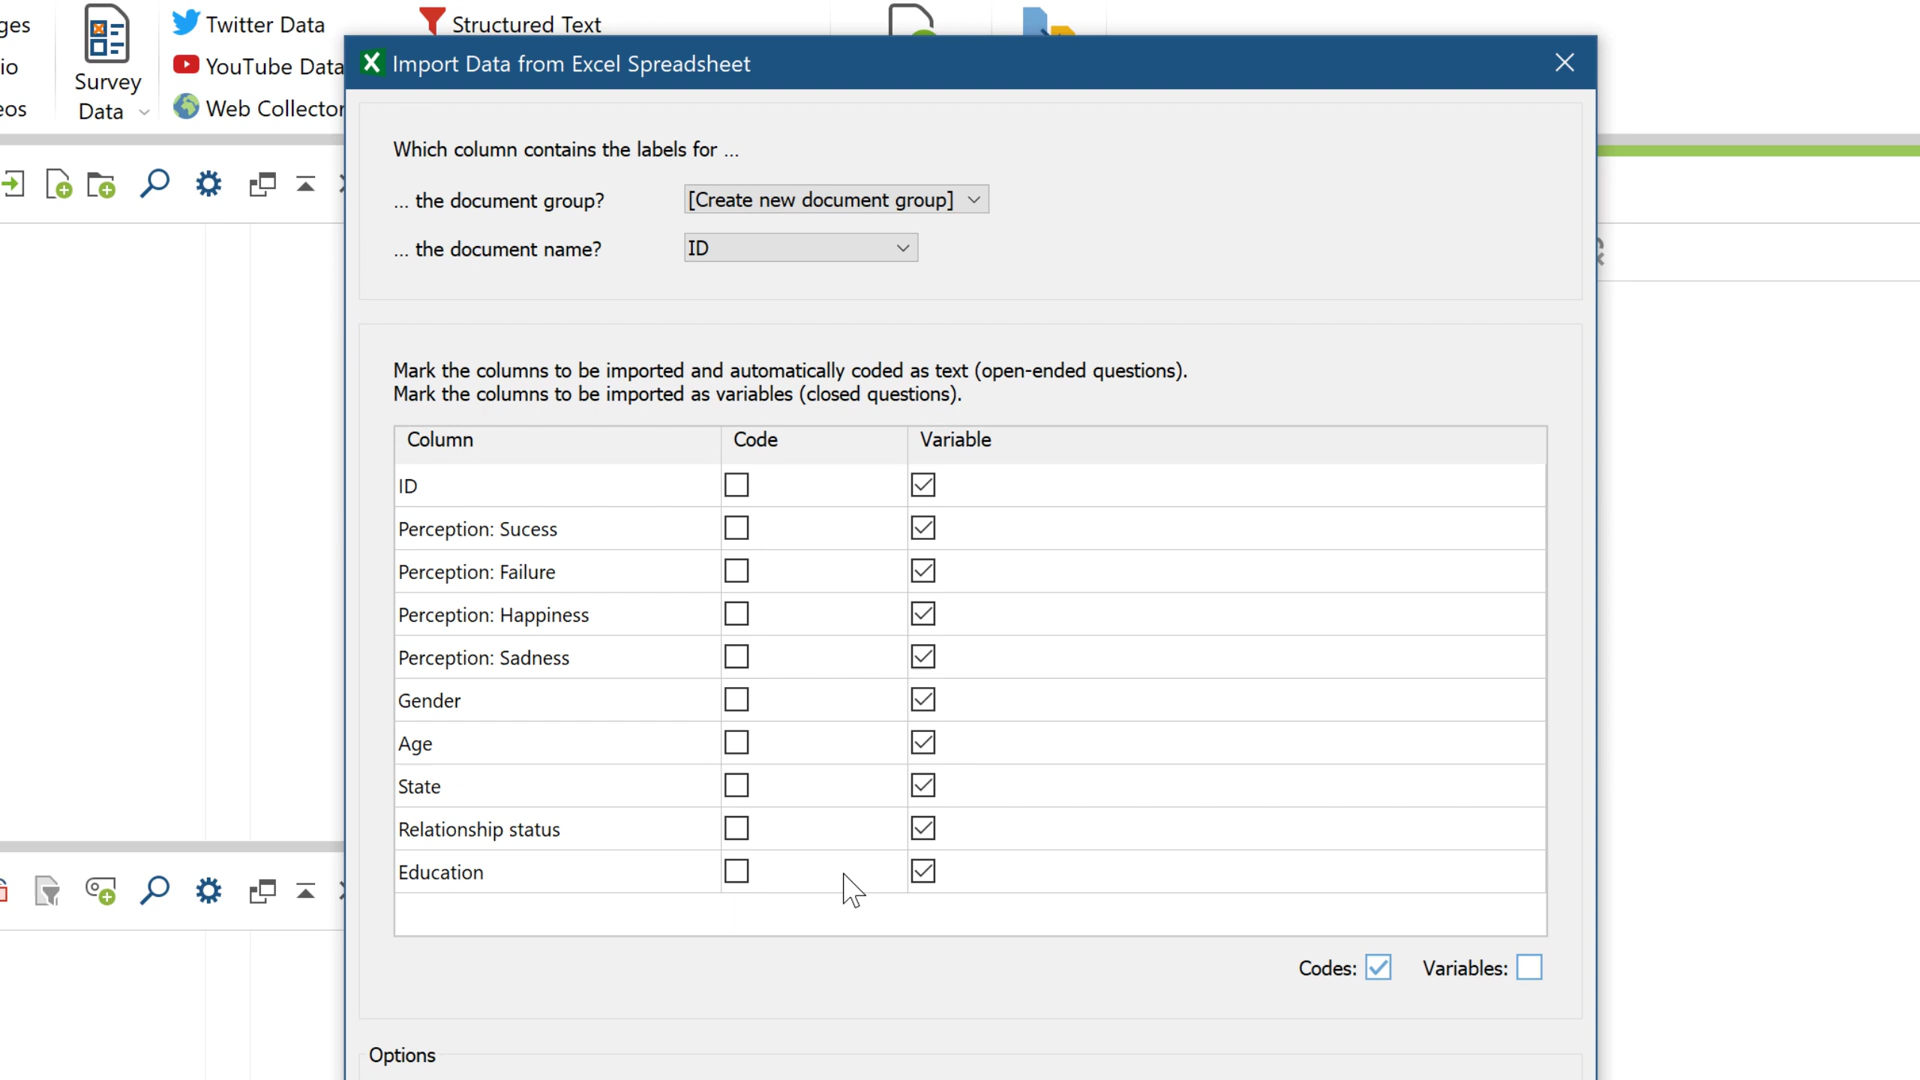 ges
io
eos
Survey
Data
Twitter Data
YouTube Data
Web Collector
Structured Text
Import Data from Excel Spreadsheet
Which column contains the labels for ...
... the document group? [Create new document group]
... the document name? ID
Mark the columns to be imported and automatically coded as text (open-ended questions).
Mark the columns to be imported as variables (closed questions).
Column Code Variable
ID
Perception: Sucess
Perception: Failure
Perception: Happiness
Perception: Sadness
Gender
Age
State
Relationship status
Education
Codes: Variables:
Options